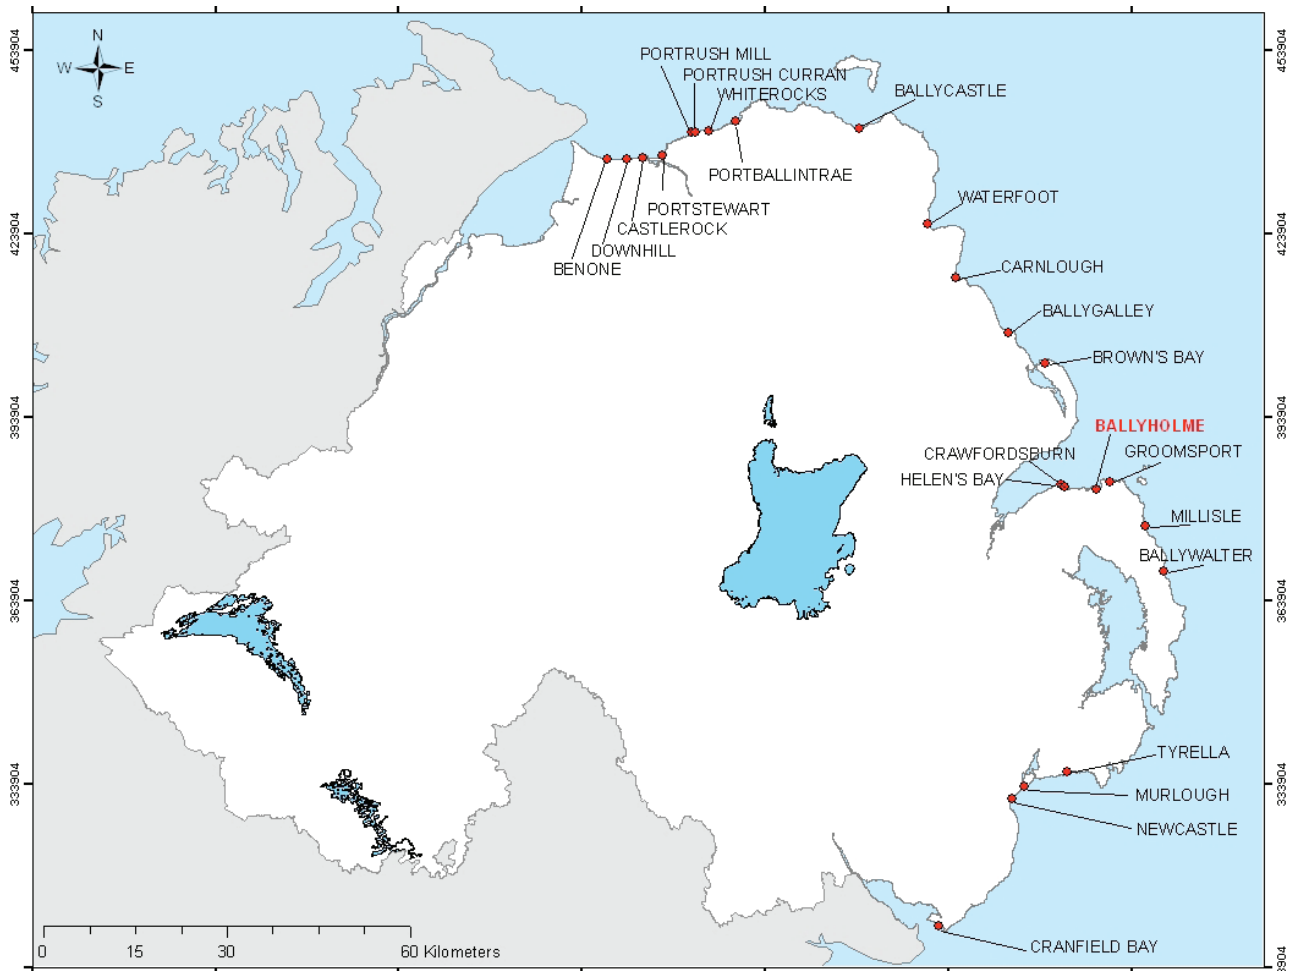 N
W E
S
453904
453904
PORTRUSH MILL
PORTRUSH CURRAN
WHITEROCKS
BALLYCASTLE
PORTBALLINTRAE
WATERFOOT
PORTSTEWART
CASTLEROCK
DOWNHILL
BENONE
423904
423904
CARNLOUGH
BALLYGALLEY
BROWN'S BAY
393904
393904
BALLYHOLME
CRAWFORDSBURN
GROOMSPORT
HELEN'S BAY
MILLISLE
BALLYWALTER
363904
363904
TYRELLA
333904
333904
MURLOUGH
NEWCASTLE
CRANFIELD BAY
0 15 30 60 Kilometers